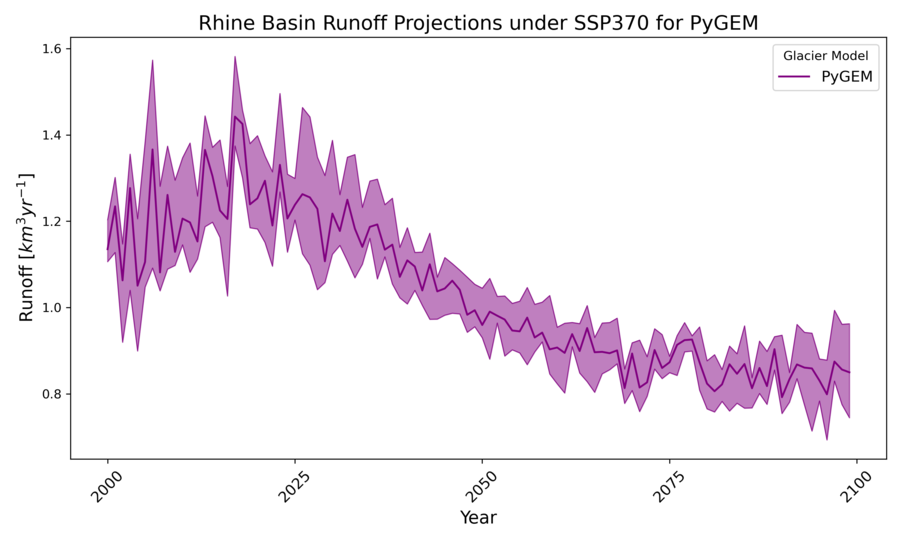 Rhine Basin Runoff Projections under SSP370 for PyGEM
Glacier Model
PyGEM
1.6
1.4
1.2
1.0
0.8
Runoff [km³yr⁻¹]
2000
2025
2050
2075
2100
Year